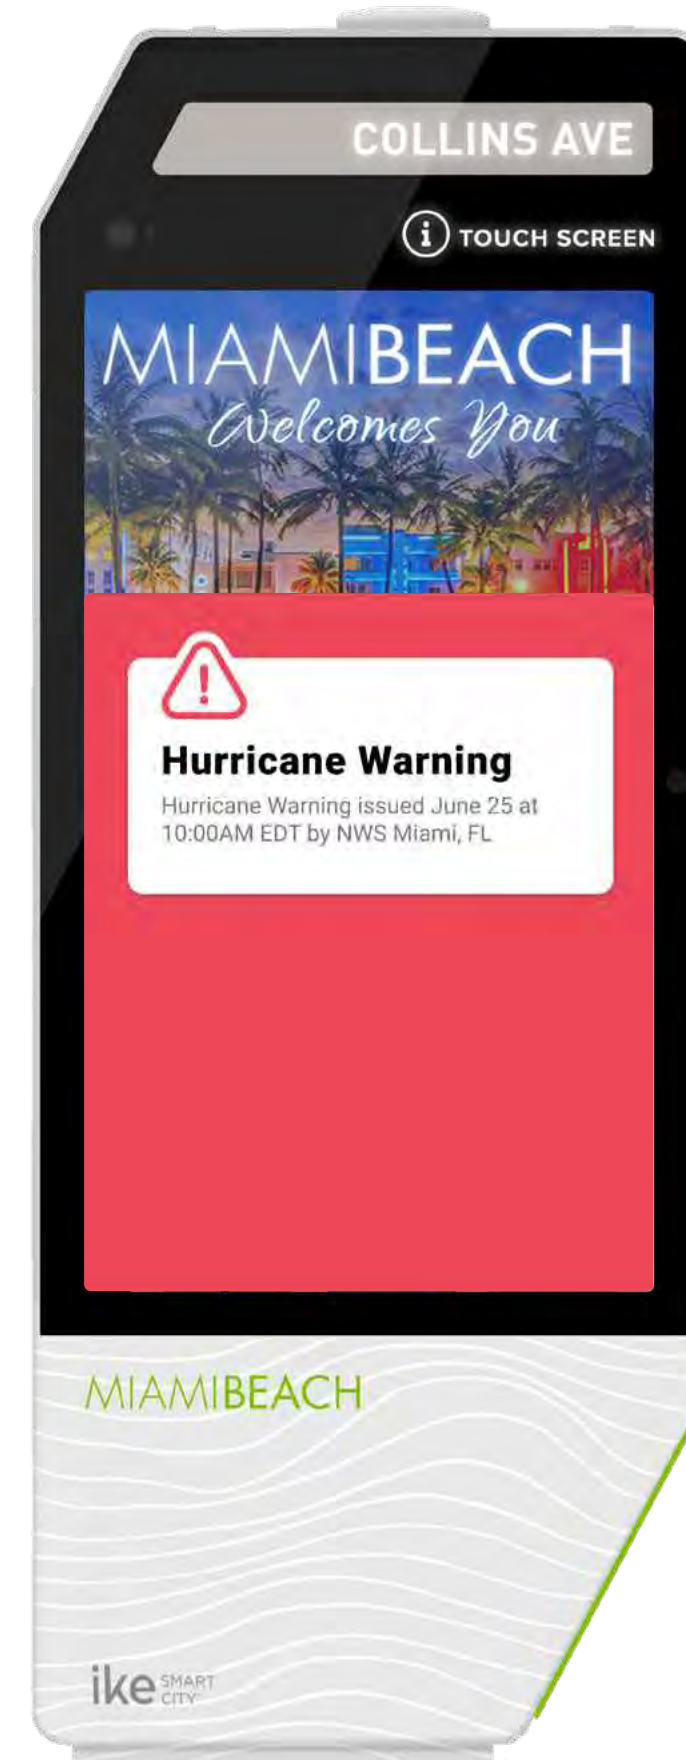 COLLINS AVE
i TOUCH SCREEN
MIAMIBEACH
Welcomes You
!
Hurricane Warning
Hurricane Warning issued June 25 at
10:00AM EDT by NWS Miami, FL
MIAMIBEACH
ike SMART
CITY